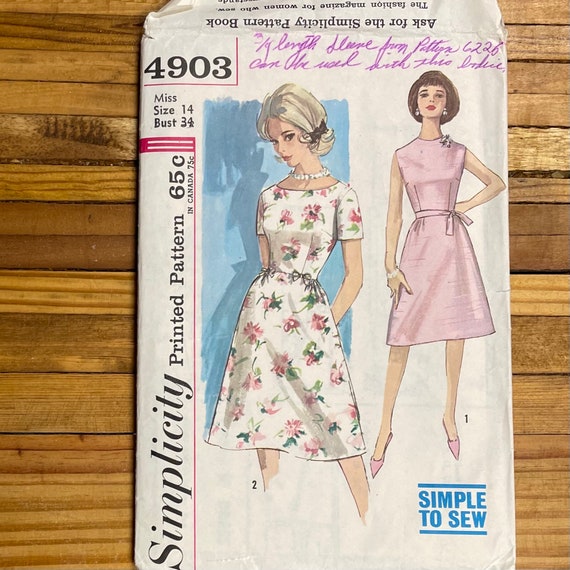 Ask for the Simplicity Pattern Book
The fashion magazine for women who sew
3/4 length sleeve from Pattern 6226
can be used with this bodice
4903
Miss
Size 14
Bust 34
65c
IN CANADA 75c
Simplicity Printed Pattern
1
2
SIMPLE
TO SEW